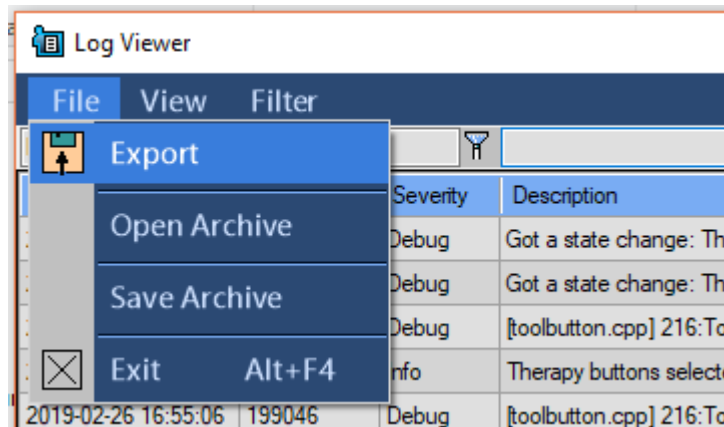 Log Viewer
File View Filter
Export
Severity Description
Open Archive
Debug Got a state change: Th
Save Archive
Debug Got a state change: Th
Debug [toolbutton.cpp] 216:To
Exit Alt+F4
nfo Therapy buttons select
2019-02-26 16:55:06 199046 Debug [toolbutton.cpp] 216:To